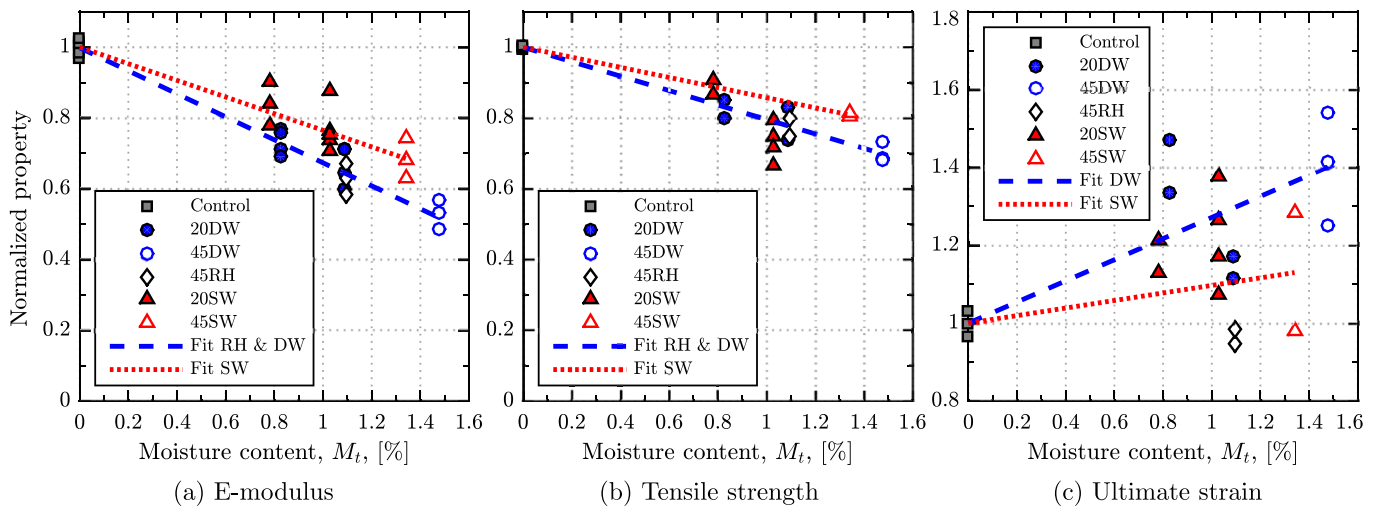 Normalized property
1
0.8
0.6
0.4
0.2
0
Control
20DW
45DW
45RH
20SW
45SW
Fit RH & DW
Fit SW
0 0.2 0.4 0.6 0.8 1 1.2 1.4 1.6
Moisture content, M_t, [%]
(a) E-modulus
1
0.8
0.6
0.4
0.2
0
Control
20DW
45DW
45RH
20SW
45SW
Fit RH & DW
Fit SW
0 0.2 0.4 0.6 0.8 1 1.2 1.4 1.6
Moisture content, M_t, [%]
(b) Tensile strength
1.8
1.6
1.4
1.2
1
0.8
Control
20DW
45DW
45RH
20SW
45SW
Fit DW
Fit SW
0 0.2 0.4 0.6 0.8 1 1.2 1.4 1.6
Moisture content, M_t, [%]
(c) Ultimate strain